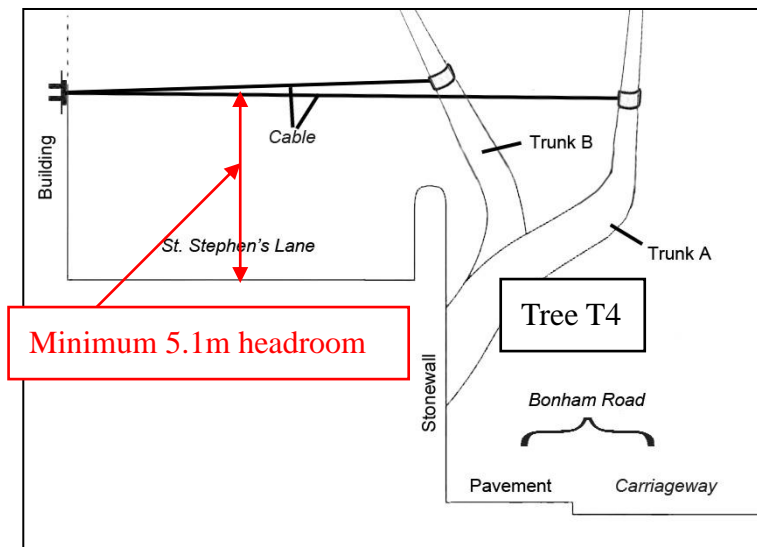 Building
Cable
Trunk B
St. Stephen's Lane
Trunk A
Minimum 5.1m headroom
Tree T4
Stonewall
Bonham Road
Pavement
Carriageway